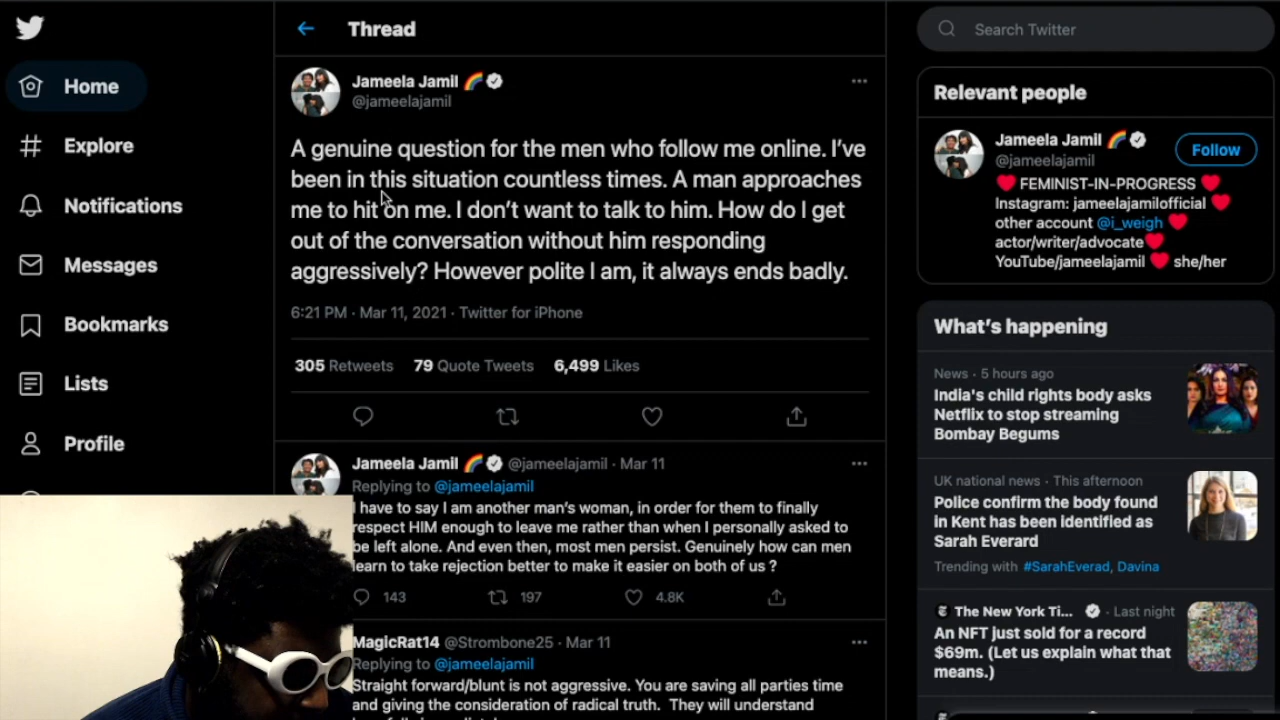 Thread
Search Twitter
Home
Explore
Notifications
Messages
Bookmarks
Lists
Profile
Jameela Jamil 🌈
@jameelajamil
A genuine question for the men who follow me online. I’ve
been in this situation countless times. A man approaches
me to hit on me. I don’t want to talk to him. How do I get
out of the conversation without him responding
aggressively? However polite I am, it always ends badly.
6:21 PM · Mar 11, 2021 · Twitter for iPhone
305 Retweets 79 Quote Tweets 6,499 Likes
Jameela Jamil 🌈 @jameelajamil · Mar 11
Replying to @jameelajamil
I have to say I am another man’s woman, in order for them to finally
respect HIM enough to leave me rather than when I personally asked to
be left alone. And even then, most men persist. Genuinely how can men
learn to take rejection better to make it easier on both of us ?
143 197 4.8K
MagicRat14 @Strombone25 · Mar 11
Replying to @jameelajamil
Straight forward/blunt is not aggressive. You are saving all parties time
and giving the consideration of radical truth. They will understand
Relevant people
Jameela Jamil 🌈
@jameelajamil
Follow
❤️ FEMINIST-IN-PROGRESS ❤️
Instagram: jameelajamilofficial ❤️
other account @i_weigh ❤️
actor/writer/advocate❤️
YouTube/jameelajamil ❤️ she/her
What’s happening
News · 5 hours ago
India's child rights body asks
Netflix to stop streaming
Bombay Begums
UK national news · This afternoon
Police confirm the body found
in Kent has been identified as
Sarah Everard
Trending with #SarahEverad, Davina
The New York Ti... · Last night
An NFT just sold for a record
$69m. (Let us explain what that
means.)